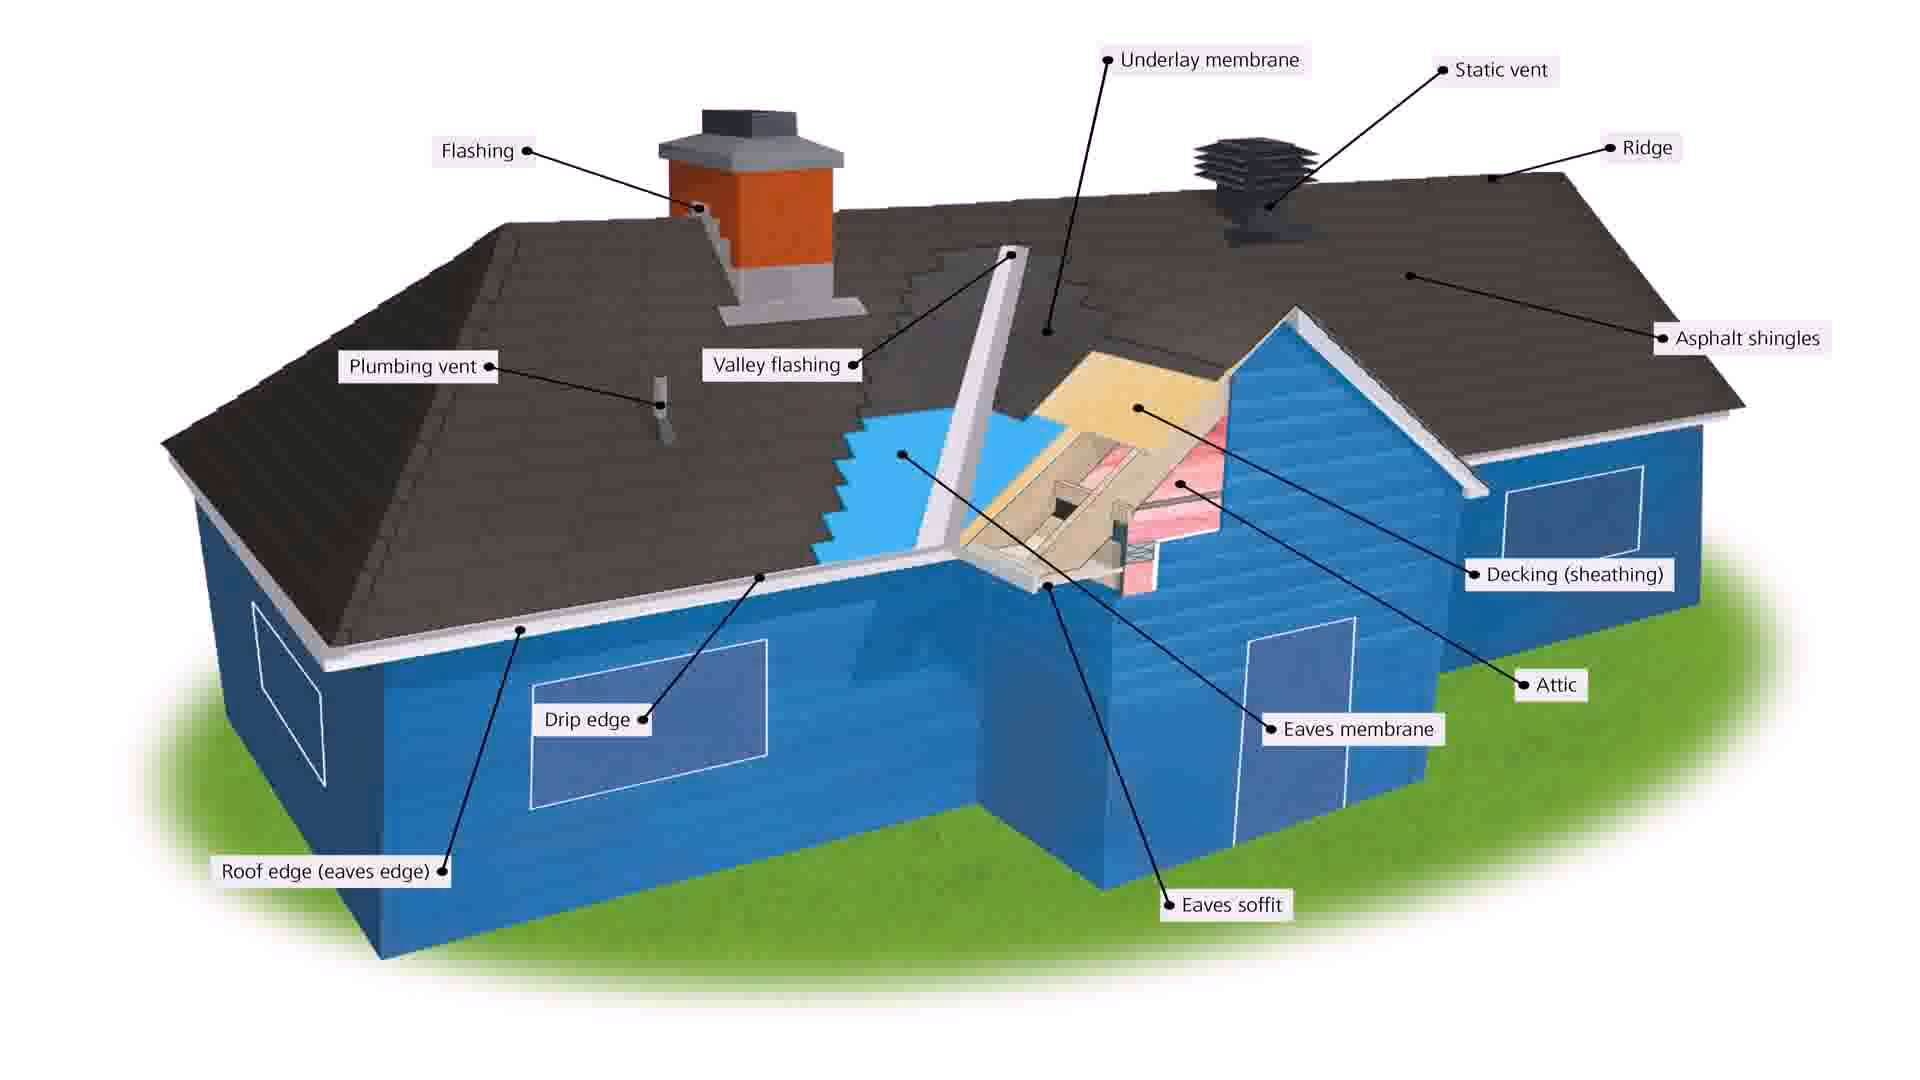 Underlay membrane
Static vent
Flashing
Ridge
Asphalt shingles
Plumbing vent
Valley flashing
Decking (sheathing)
Attic
Drip edge
Eaves membrane
Roof edge (eaves edge)
Eaves soffit